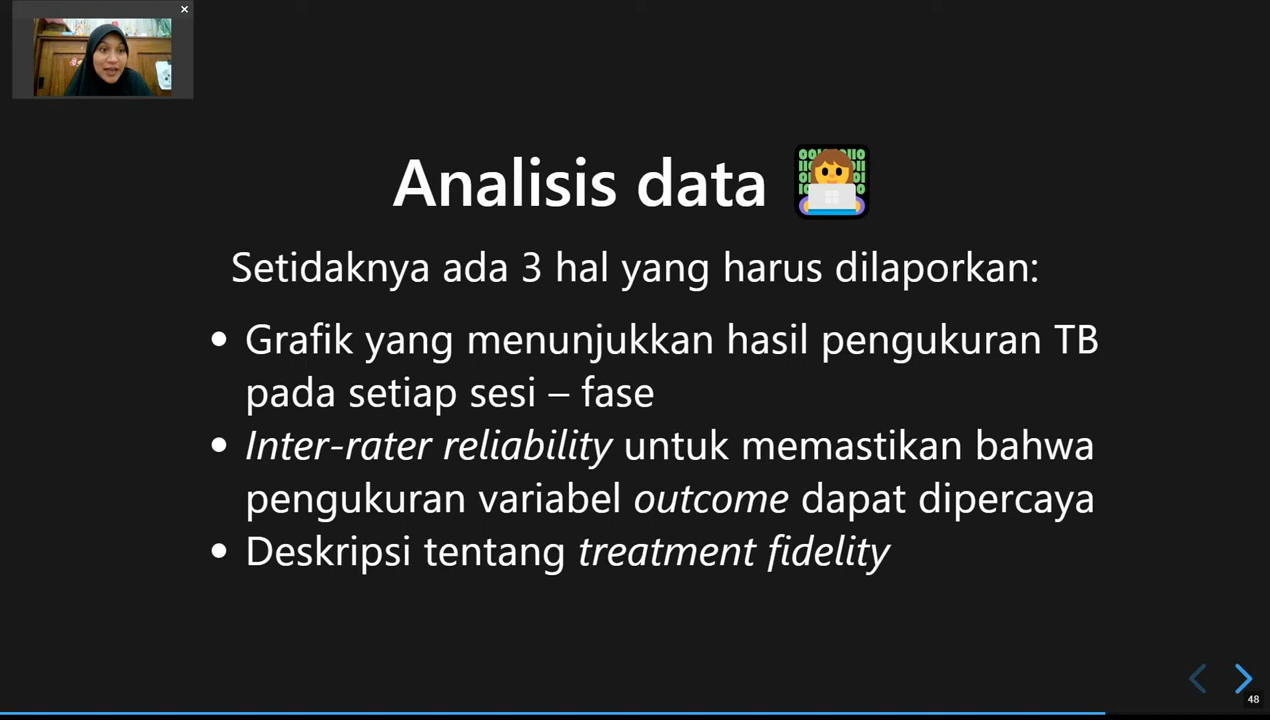 Analisis data
Setidaknya ada 3 hal yang harus dilaporkan:
• Grafik yang menunjukkan hasil pengukuran TB
pada setiap sesi – fase
• Inter-rater reliability untuk memastikan bahwa
pengukuran variabel outcome dapat dipercaya
• Deskripsi tentang treatment fidelity
48